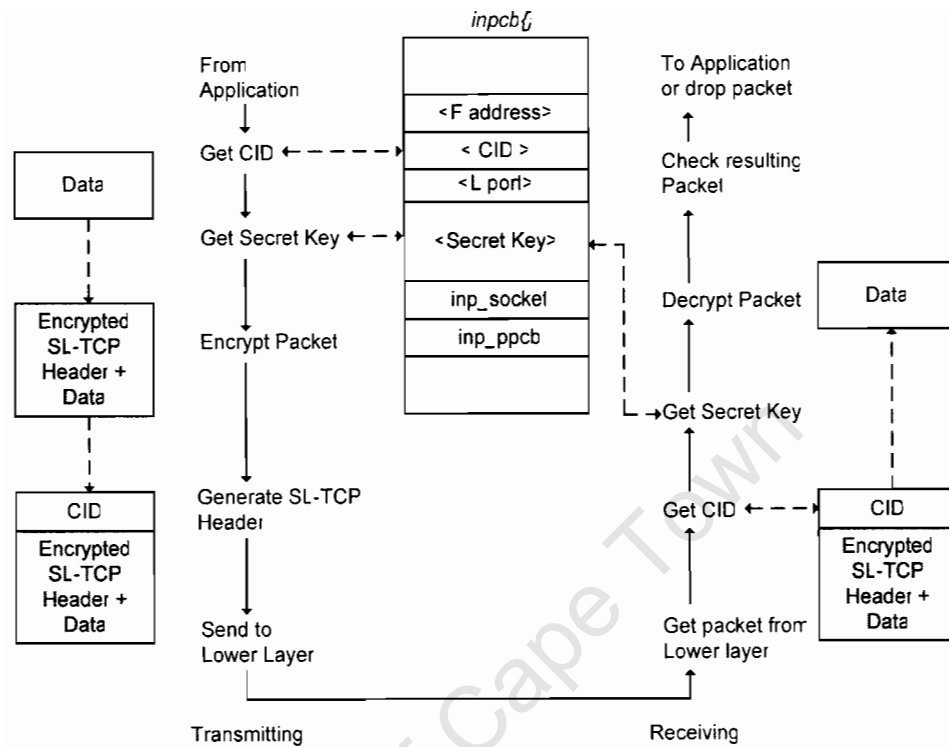 inpcb{;
From
Application
Get CID
Get Secret Key
Encrypt Packet
Generate SL-TCP
Header
Send to
Lower Layer
Transmitting
Data
Encrypted
SL-TCP
Header +
Data
CID
Encrypted
SL-TCP
Header +
Data
<F address>
< CID >
<L port>
<Secret Key>
inp_socket
inp_ppcb
To Application
or drop packet
Check resulting
Packet
Decrypt Packet
Get Secret Key
Get CID
Get packet from
Lower layer
Receiving
Data
CID
Encrypted
SL-TCP
Header +
Data
Cape Town